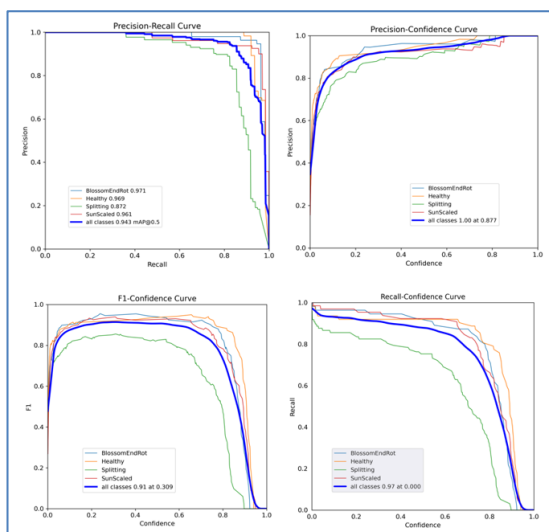 Precision-Recall Curve
1.0
0.8
0.6
0.4
0.2
0.0
Precision
BlossomEndRot 0.971
Healthy 0.969
Splitting 0.872
SunScaled 0.961
all classes 0.943 mAP@0.5
0.0 0.2 0.4 0.6 0.8 1.0
Recall
Precision-Confidence Curve
1.0
0.8
0.6
0.4
0.2
0.0
Precision
BlossomEndRot
Healthy
Splitting
SunScaled
all classes 1.00 at 0.877
0.0 0.2 0.4 0.6 0.8 1.0
Confidence
F1-Confidence Curve
1.0
0.8
0.6
0.4
0.2
0.0
F1
BlossomEndRot
Healthy
Splitting
SunScaled
all classes 0.91 at 0.309
0.0 0.2 0.4 0.6 0.8 1.0
Confidence
Recall-Confidence Curve
1.0
0.8
0.6
0.4
0.2
0.0
Recall
BlossomEndRot
Healthy
Splitting
SunScaled
all classes 0.97 at 0.000
0.0 0.2 0.4 0.6 0.8 1.0
Confidence